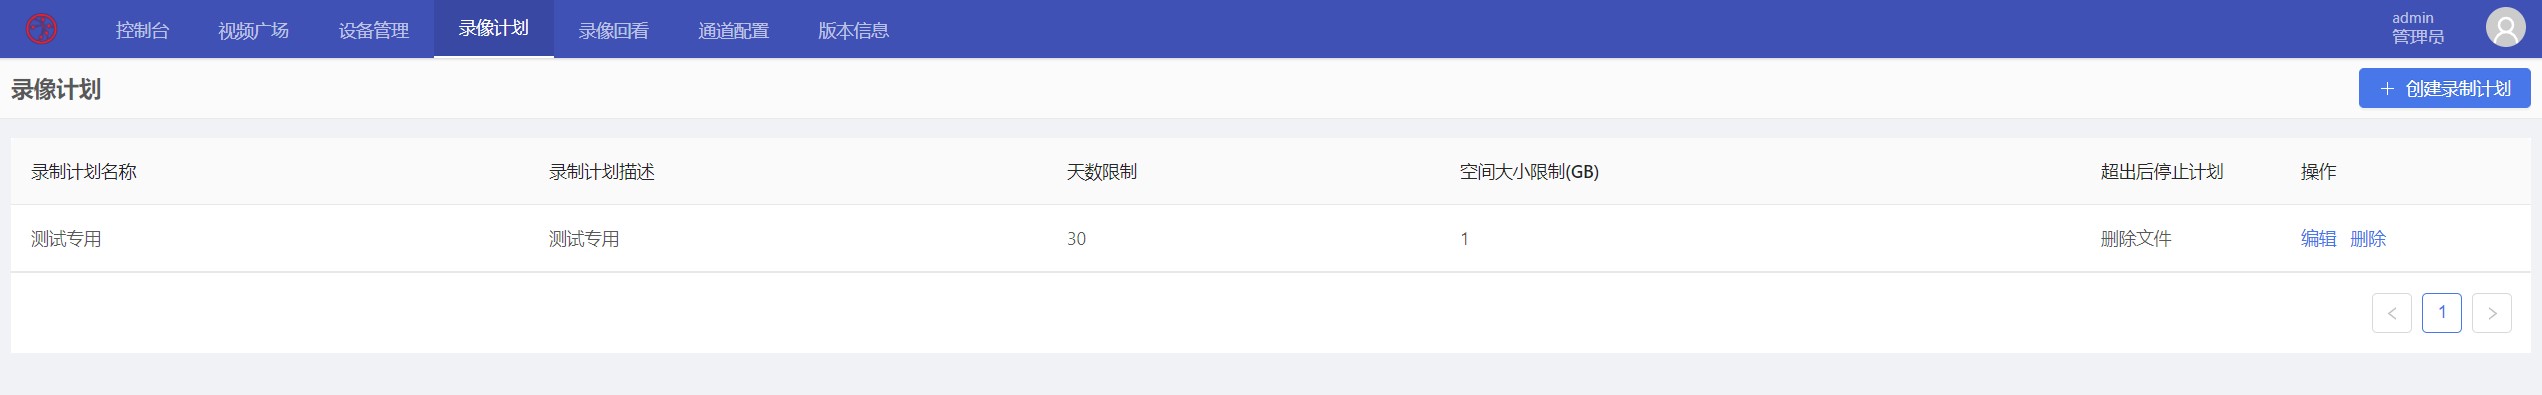 控制台 视频广场 设备管理 录像计划 录像回看 通道配置 版本信息 admin
管理员
录像计划 + 创建录制计划
录制计划名称 录制计划描述 天数限制 空间大小限制(GB) 超出后停止计划 操作
测试专用 测试专用 30 1 删除文件 编辑 删除
< 1 >